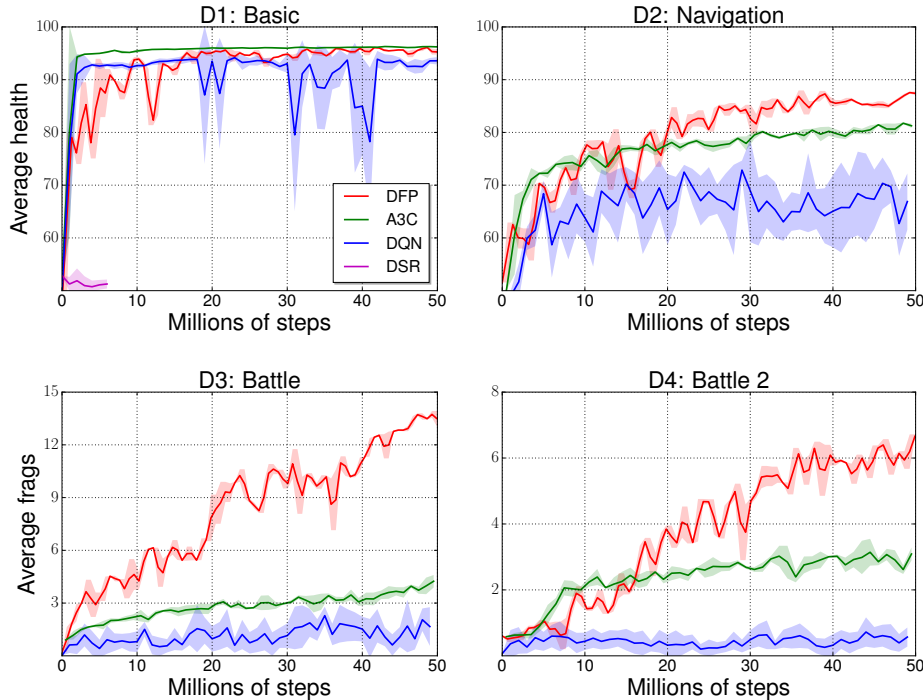 D1: Basic
Average health
100
90
80
70
60
0 10 20 30 40 50
Millions of steps
DFP
A3C
DQN
DSR
D2: Navigation
100
90
80
70
60
0 10 20 30 40 50
Millions of steps
D3: Battle
Average frags
15
12
9
6
3
0 10 20 30 40 50
Millions of steps
D4: Battle 2
8
6
4
2
0 10 20 30 40 50
Millions of steps